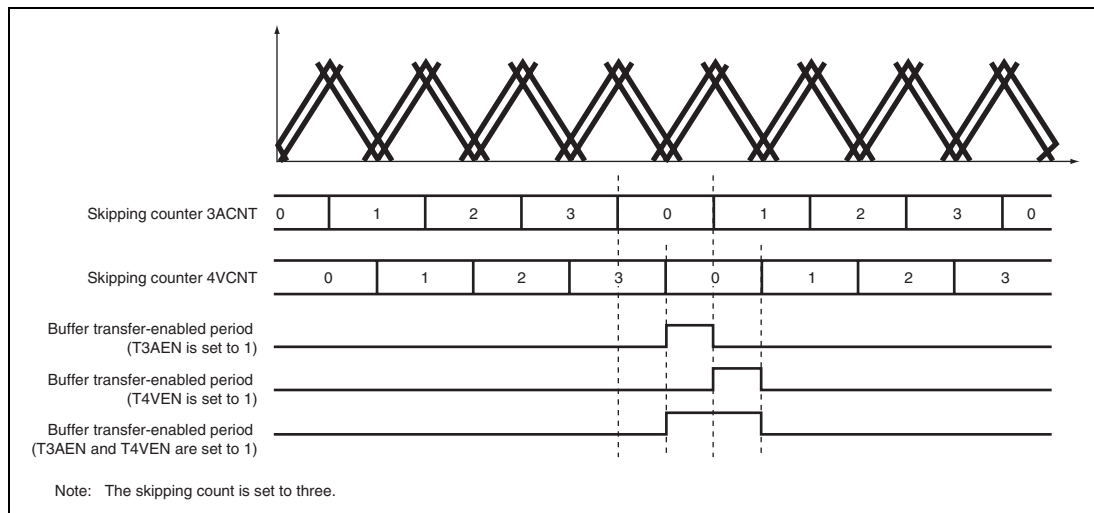 Skipping counter 3ACNT 0 1 2 3 0 1 2 3 0
Skipping counter 4VCNT 0 1 2 3 0 1 2 3
Buffer transfer-enabled period
(T3AEN is set to 1)
Buffer transfer-enabled period
(T4VEN is set to 1)
Buffer transfer-enabled period
(T3AEN and T4VEN are set to 1)
Note: The skipping count is set to three.